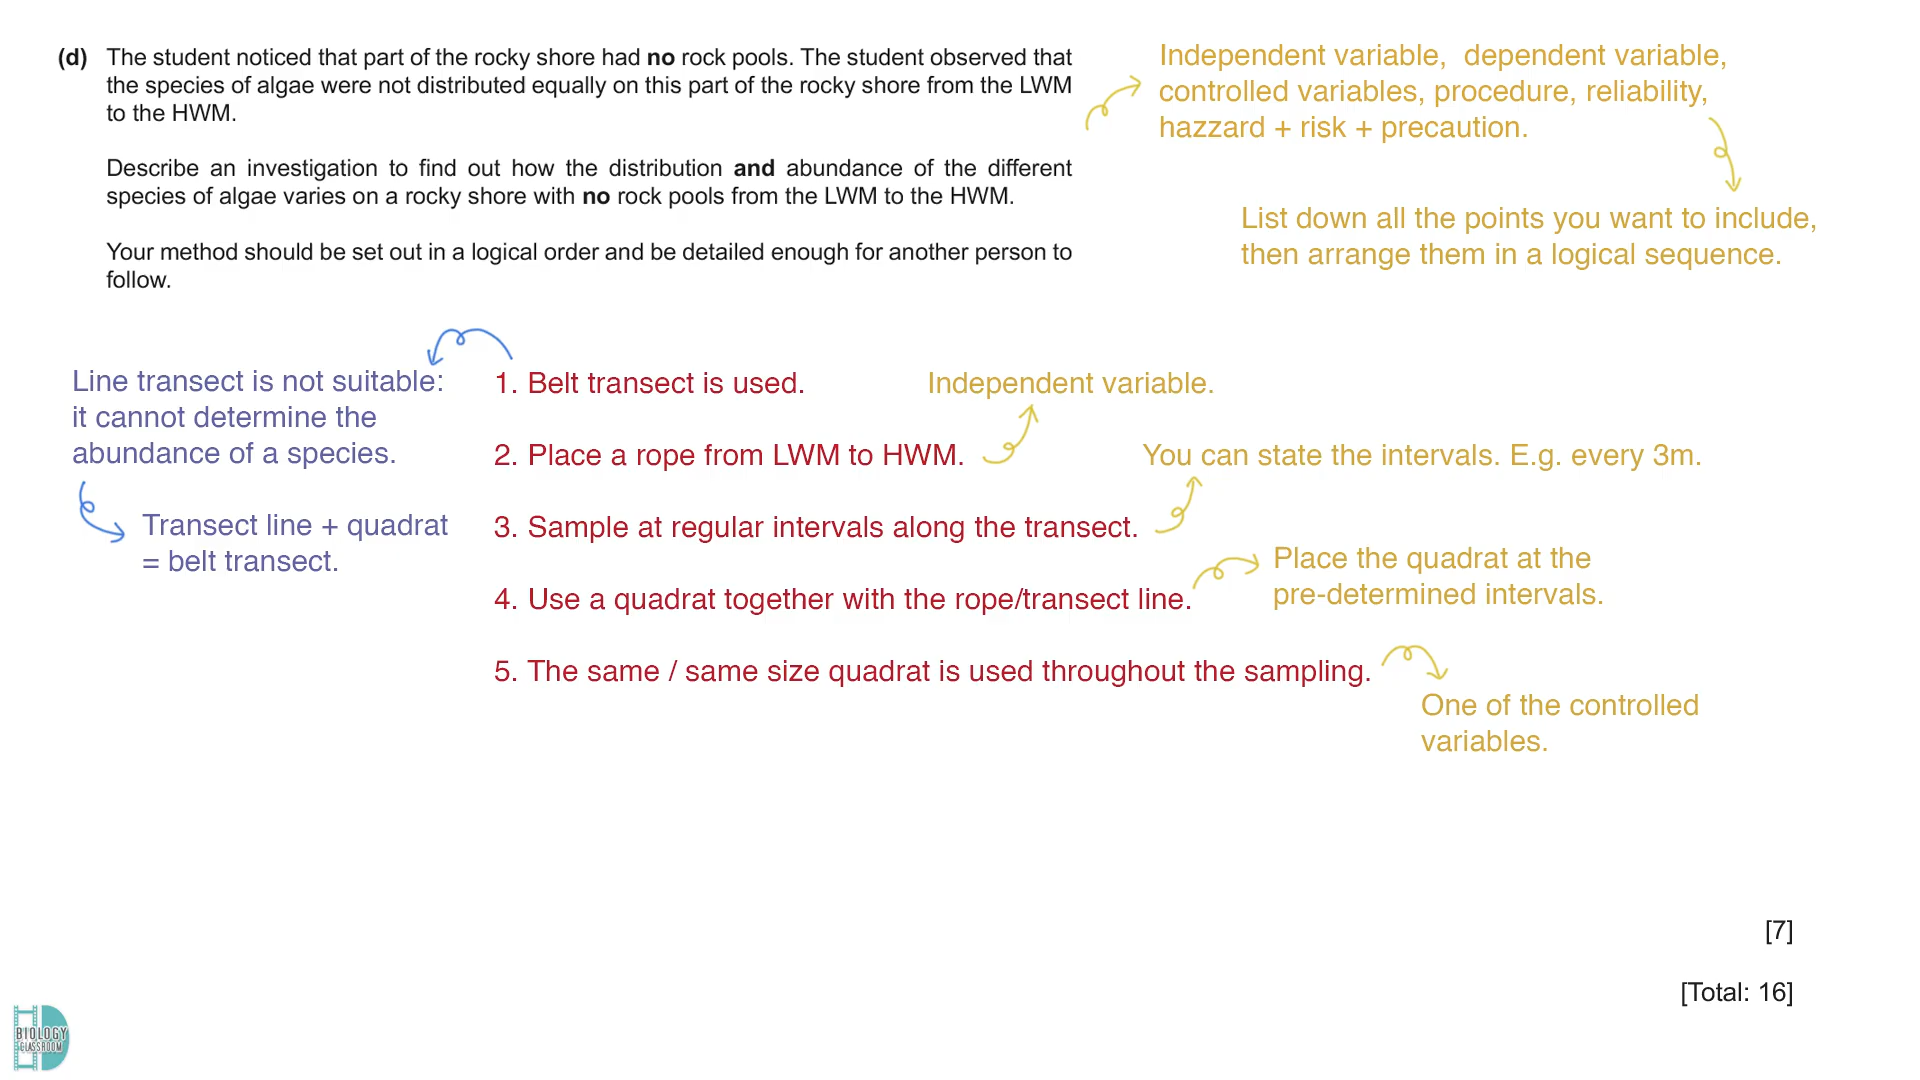 (d) The student noticed that part of the rocky shore had no rock pools. The student observed that
the species of algae were not distributed equally on this part of the rocky shore from the LWM
to the HWM.
Describe an investigation to find out how the distribution and abundance of the different
species of algae varies on a rocky shore with no rock pools from the LWM to the HWM.
Your method should be set out in a logical order and be detailed enough for another person to
follow.
Independent variable, dependent variable,
controlled variables, procedure, reliability,
hazzard + risk + precaution.
List down all the points you want to include,
then arrange them in a logical sequence.
Line transect is not suitable:
it cannot determine the
abundance of a species.
Transect line + quadrat
= belt transect.
1. Belt transect is used.
Independent variable.
2. Place a rope from LWM to HWM.
You can state the intervals. E.g. every 3m.
3. Sample at regular intervals along the transect.
Place the quadrat at the
pre-determined intervals.
4. Use a quadrat together with the rope/transect line.
5. The same / same size quadrat is used throughout the sampling.
One of the controlled
variables.
[7]
[Total: 16]
BIOLOGY
CLASSROOM